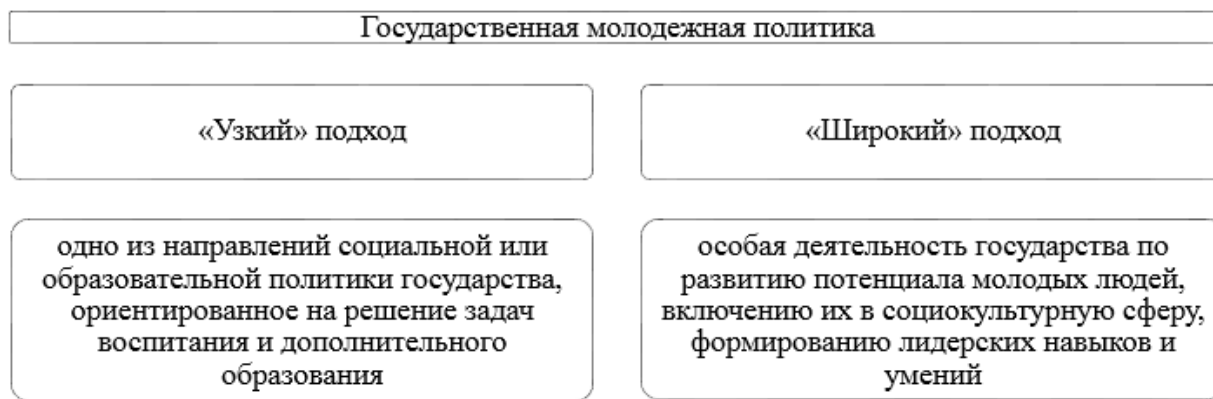 Государственная молодежная политика
«Узкий» подход
«Широкий» подход
одно из направлений социальной или
образовательной политики государства,
ориентированное на решение задач
воспитания и дополнительного
образования
особая деятельность государства по
развитию потенциала молодых людей,
включению их в социокультурную сферу,
формированию лидерских навыков и
умений